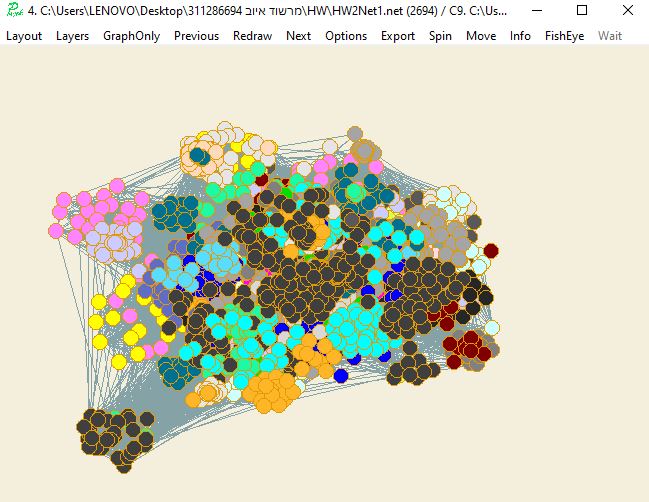 4. C:\Users\LENOVO\Desktop\311286694 מרשוד איוב\HW\HW2Net1.net (2694) / C9. C:\Us...
Layout Layers GraphOnly Previous Redraw Next Options Export Spin Move Info FishEye Wait